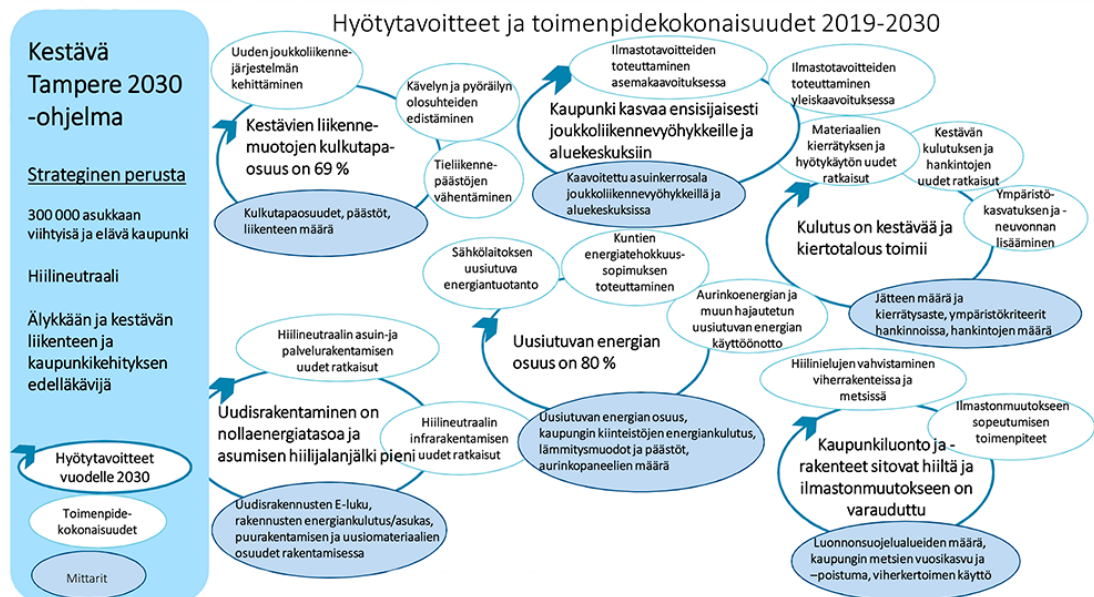 Hyötytavoitteet ja toimenpidekokonaisuudet 2019-2030
Kestävä
Tampere 2030
-ohjelma
Strateginen perusta
300 000 asukkaan
viihtyisä ja elävä kaupunki
Hiilineutraali
Älykkään ja kestävän
liikenteen ja
kaupunkikehityksen
edelläkävijä
Hyötytavoitteet
vuodelle 2030
Toimenpide-
kokonaisuudet
Mittarit
Uuden joukkoliikenne-
järjestelmän
kehittäminen
Kävelyn ja pyöräilyn
olosuhteiden
edistäminen
Kestävien liikenne-
muotojen kulkutapa-
osuus on 69 %
Tieliikenne-
päästöjen
vähentäminen
Kulkutapaosuudet, päästöt,
liikenteen määrä
Ilmastotavoitteiden
toteuttaminen
asemakaavoituksessa
Ilmastotavoitteiden
toteuttaminen
yleiskaavoituksessa
Kaupunki kasvaa ensisijaisesti
joukkoliikennevyöhykkeille ja
aluekeskuksiin
Kaavoitettu asuinkerrosala
joukkoliikennevyöhykkeillä ja
aluekeskuksissa
Materiaalien
kierrätyksen ja
hyötykäytön uudet
ratkaisut
Kestävän
kulutuksen ja
hankintojen
uudet ratkaisut
Ympäristö-
kasvatuksen ja -
neuvonnan
lisääminen
Kulutus on kestävää ja
kiertotalous toimii
Jätteen määrä ja
kierrätysaste, ympäristökriteerit
hankinnoissa, hankintojen määrä
Sähkölaitoksen
uusiutuva
energiantuotanto
Kuntien
energiatehokkuus-
sopimuksen
toteuttaminen
Aurinkoenergian ja
muun hajautetun
uusiutuvan energian
käyttöönotto
Uusiutuvan energian
osuus on 80 %
Uusiutuvan energian osuus,
kaupungin kiinteistöjen energiankulutus,
lämmitysmuodot ja päästöt,
aurinkopaneelien määrä
Hiilineutraalin asuin-ja
palvelurakentamisen
uudet ratkaisut
Uudisrakentaminen on
nollaenergiatasoa ja
asumisen hiilijalanjälki pieni
Hiilineutraalin
infrarakentamisen
uudet ratkaisut
Uudisrakennusten E-luku,
rakennusten energiankulutus/asukas,
puurakentamisen ja uusiomateriaalien
osuudet rakentamisessa
Hiilinielujen vahvistaminen
viherrakenteissa ja
metsissä
Ilmastonmuutokseen
sopeutumisen
toimenpiteet
Kaupunkiluonto ja -
rakenteet sitovat hiiltä ja
ilmastonmuutokseen on
varauduttu
Luonnonsuojelualueiden määrä,
kaupungin metsien vuosikasvu ja
–poistuma, viherkertoimen käyttö